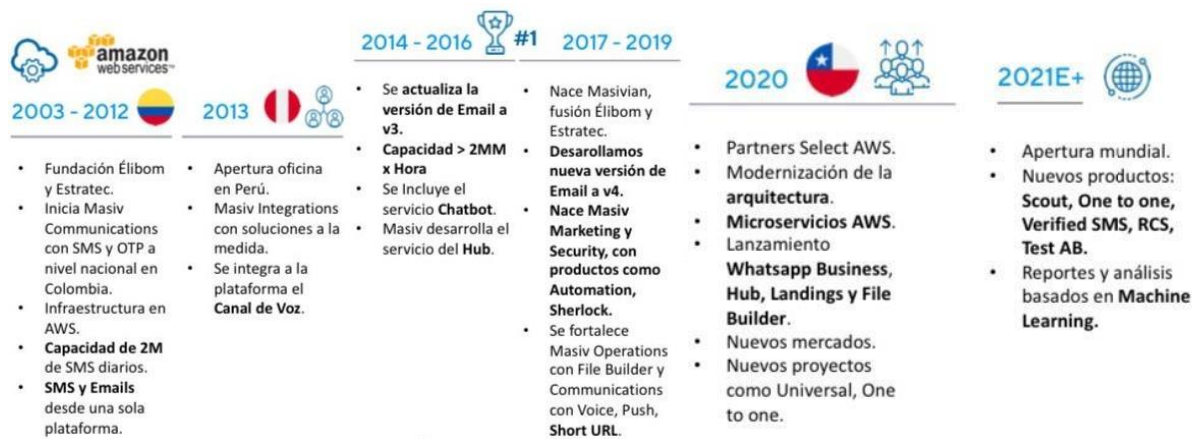 amazon
webservices™
2003 - 2012
• Fundación Élibom
y Estratec.
• Inicia Masiv
Communications
con SMS y OTP a
nivel nacional en
Colombia.
• Infraestructura en
AWS.
• Capacidad de 2M
de SMS diarios.
• SMS y Emails
desde una sola
plataforma.
2013
• Apertura oficina
en Perú.
• Masiv Integrations
con soluciones a la
medida.
• Se integra a la
plataforma el
Canal de Voz.
2014 - 2016
#1
• Se actualiza la
versión de Email a
v3.
• Capacidad > 2MM
x Hora
• Se Incluye el
servicio Chatbot.
• Masiv desarrolla el
servicio del Hub.
2017 - 2019
• Nace Masivian,
fusión Élibom y
Estratec.
• Desarollamos
nueva versión de
Email a v4.
• Nace Masiv
Marketing y
Security, con
productos como
Automation,
Sherlock.
• Se fortalece
Masiv Operations
con File Builder y
Communications
con Voice, Push,
Short URL.
2020
• Partners Select AWS.
• Modernización de la
arquitectura.
• Microservicios AWS.
• Lanzamiento
Whatsapp Business,
Hub, Landings y File
Builder.
• Nuevos mercados.
• Nuevos proyectos
como Universal, One
to one.
2021E+
• Apertura mundial.
• Nuevos productos:
Scout, One to one,
Verified SMS, RCS,
Test AB.
• Reportes y análisis
basados en Machine
Learning.